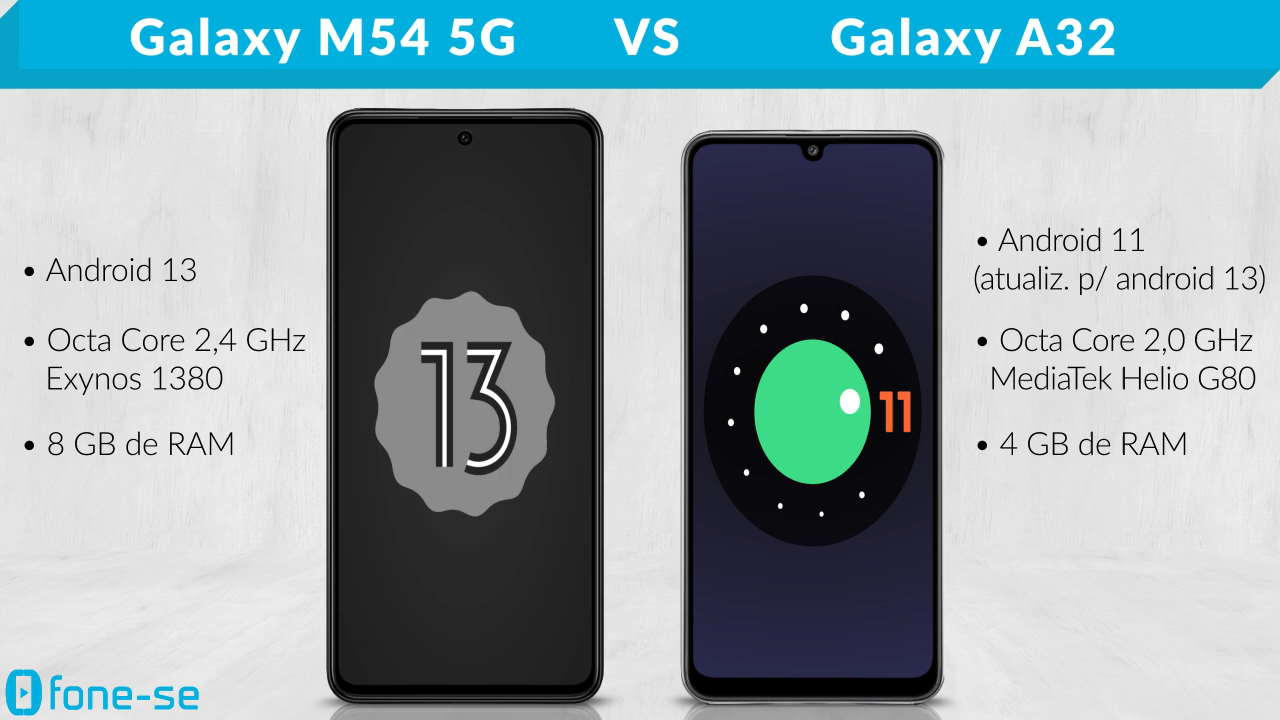 Galaxy M54 5G VS Galaxy A32
• Android 13
• Octa Core 2,4 GHz
Exynos 1380
• 8 GB de RAM
13
11
• Android 11
(atualiz. p/ android 13)
• Octa Core 2,0 GHz
MediaTek Helio G80
• 4 GB de RAM
fone-se